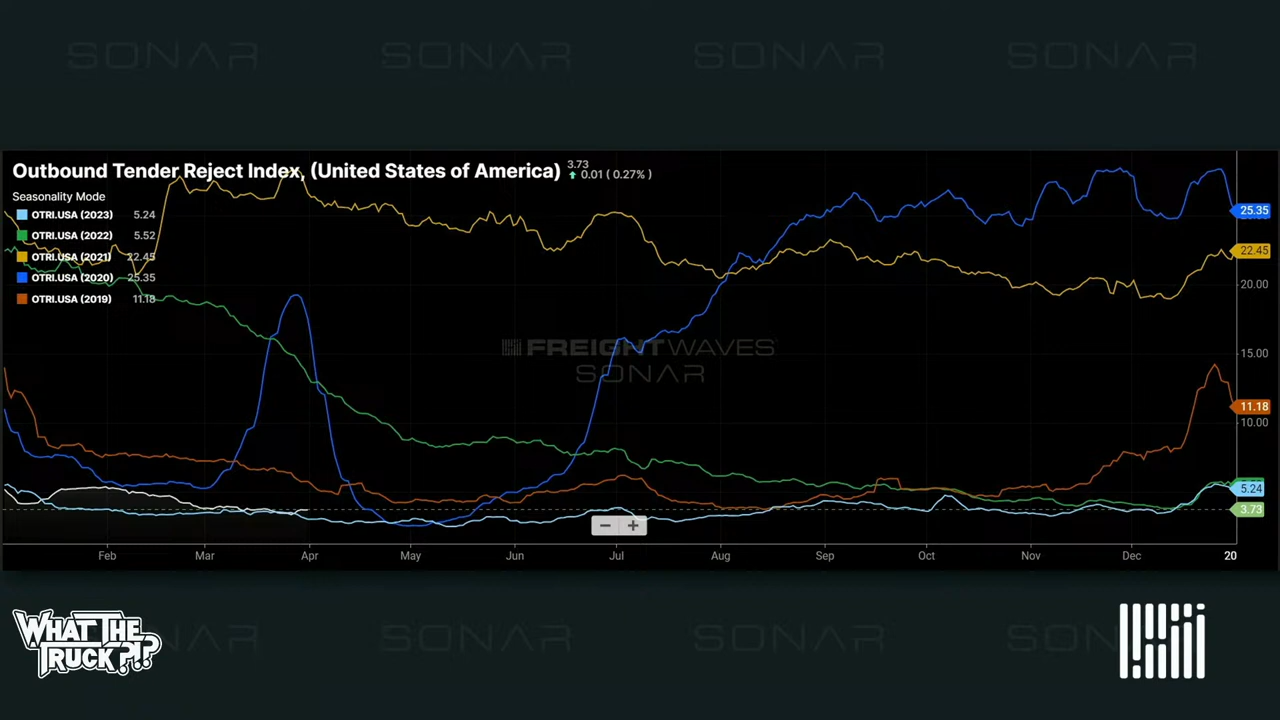 SONAR SONAR SONAR SONAR
Outbound Tender Reject Index, (United States of America) 3.73
0.01 ( 0.27% )
Seasonality Mode
OTRI.USA (2023) 5.24
OTRI.USA (2022) 5.52
OTRI.USA (2021) 22.45
OTRI.USA (2020) 25.35
OTRI.USA (2019) 11.18
25.35
22.45
20.00
15.00
11.18
10.00
5.24
3.73
FREIGHTWAVES
SONAR
− +
Feb Mar Apr May Jun Jul Aug Sep Oct Nov Dec 20
WHAT THE
TRUCK?!?
SONAR SONAR SONAR